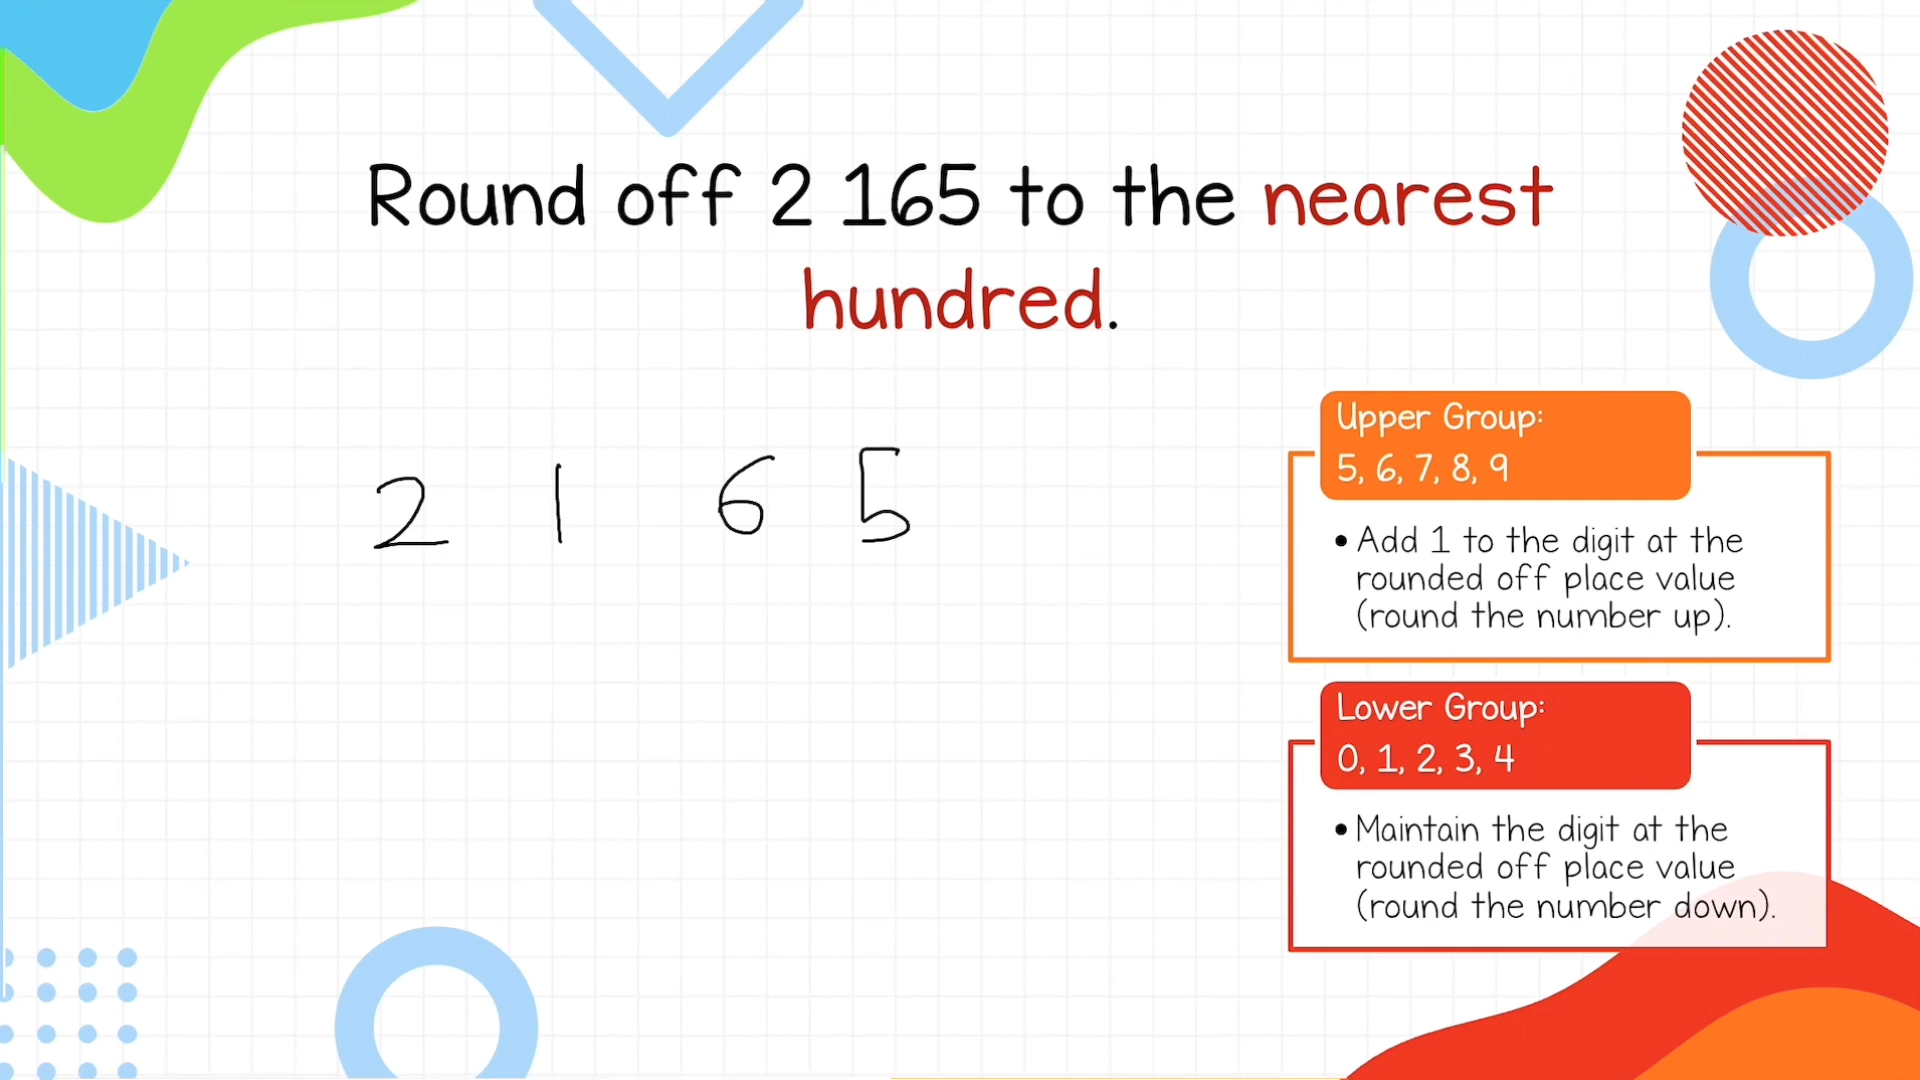 Round off 2 165 to the nearest
hundred.
2 1 6 5
Upper Group:
5, 6, 7, 8, 9
• Add 1 to the digit at the
rounded off place value
(round the number up).
Lower Group:
0, 1, 2, 3, 4
• Maintain the digit at the
rounded off place value
(round the number down).